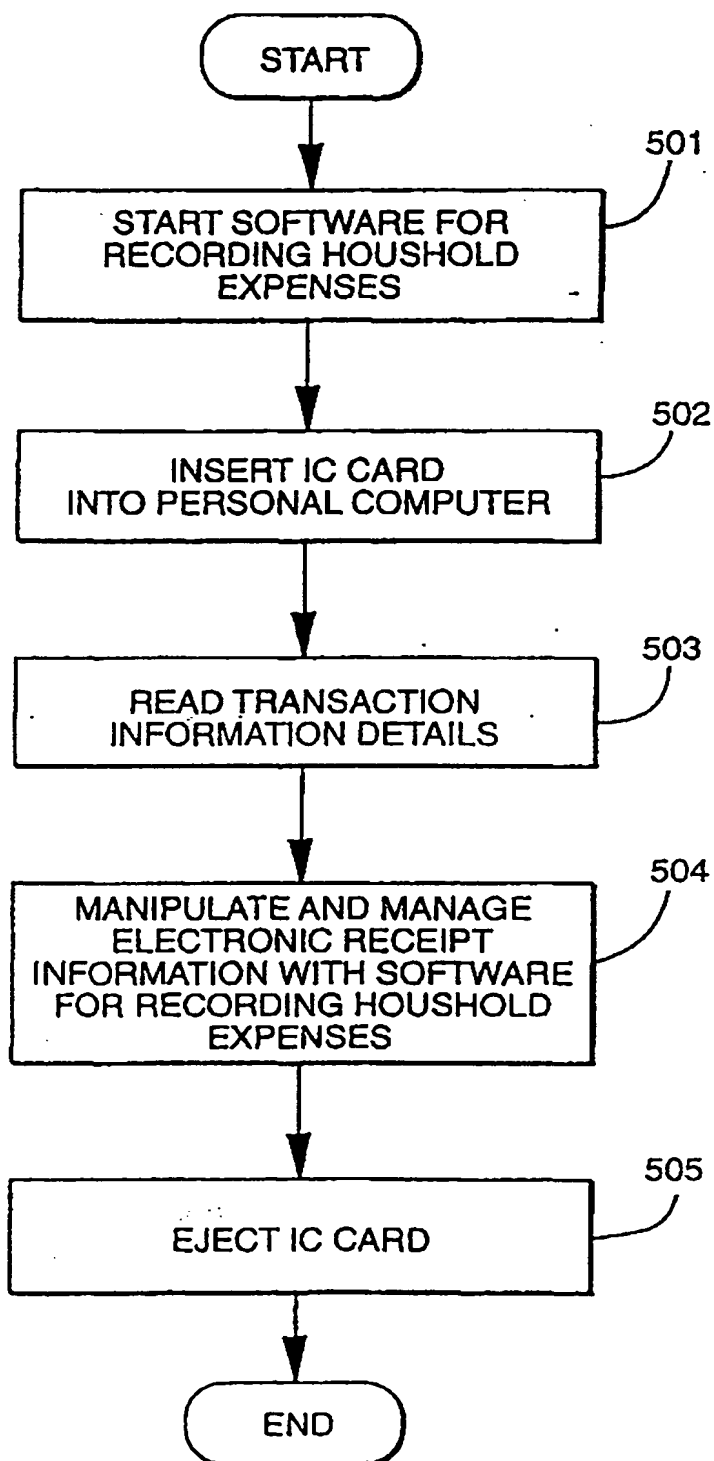 START
501
START SOFTWARE FOR
RECORDING HOUSHOLD
EXPENSES
502
INSERT IC CARD
INTO PERSONAL COMPUTER
503
READ TRANSACTION
INFORMATION DETAILS
504
MANIPULATE AND MANAGE
ELECTRONIC RECEIPT
INFORMATION WITH SOFTWARE
FOR RECORDING HOUSHOLD
EXPENSES
505
EJECT IC CARD
END